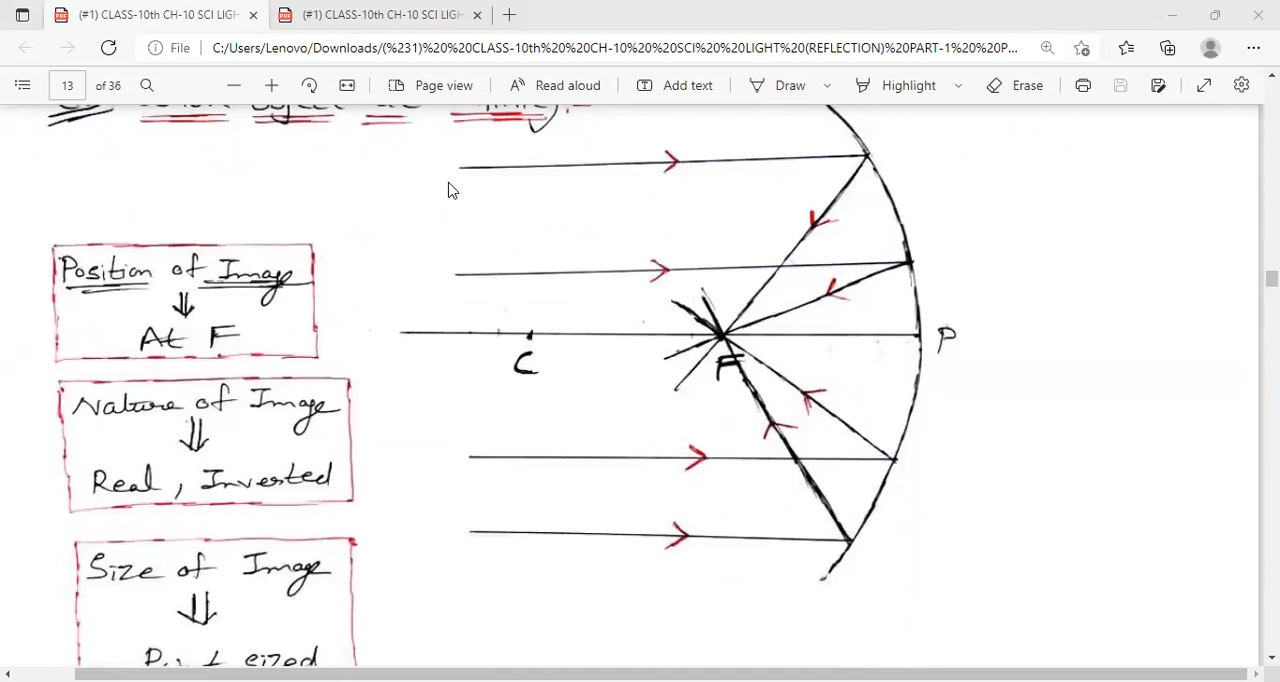 (#1) CLASS-10th CH-10 SCI LIGH
(#1) CLASS-10th CH-10 SCI LIGH
File
C:/Users/Lenovo/Downloads/(%231)%20%20CLASS-10th%20%20CH-10%20%20SCI%20%20LIGHT%20(REFLECTION)%20PART-1%20%20P...
13 of 36
Page view
Read aloud
Add text
Draw
Highlight
Erase
object
at
Position of Image
⇓
At F
Nature of Image
⇓
Real, Inverted
Size of Image
⇓
sized
C
F
P